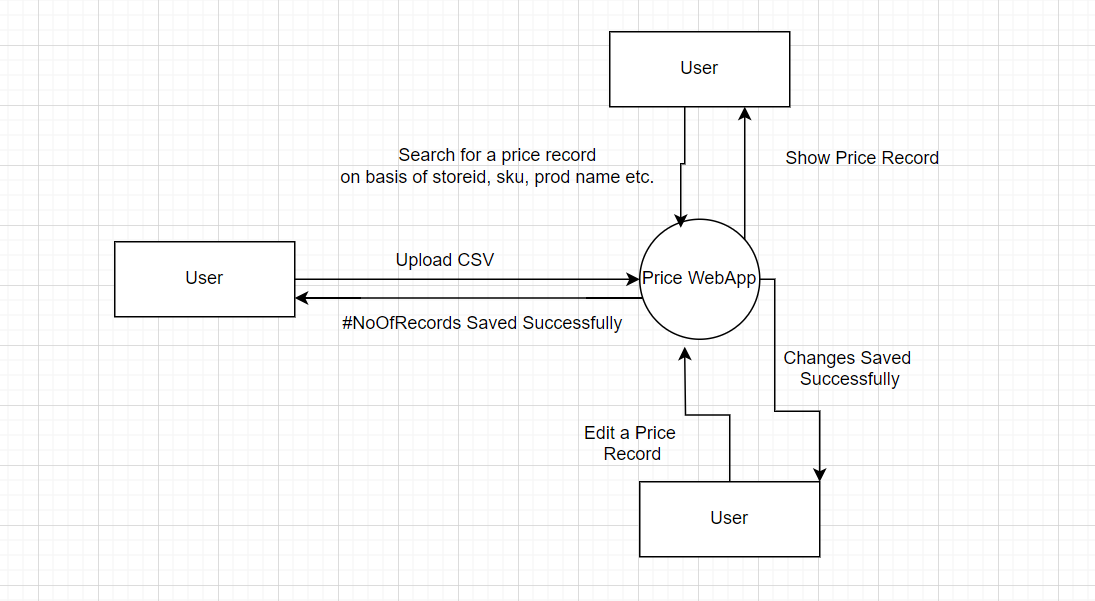 User
Search for a price record
on basis of storeid, sku, prod name etc.
Show Price Record
User
Upload CSV
Price WebApp
#NoOfRecords Saved Successfully
Changes Saved
Successfully
Edit a Price
Record
User